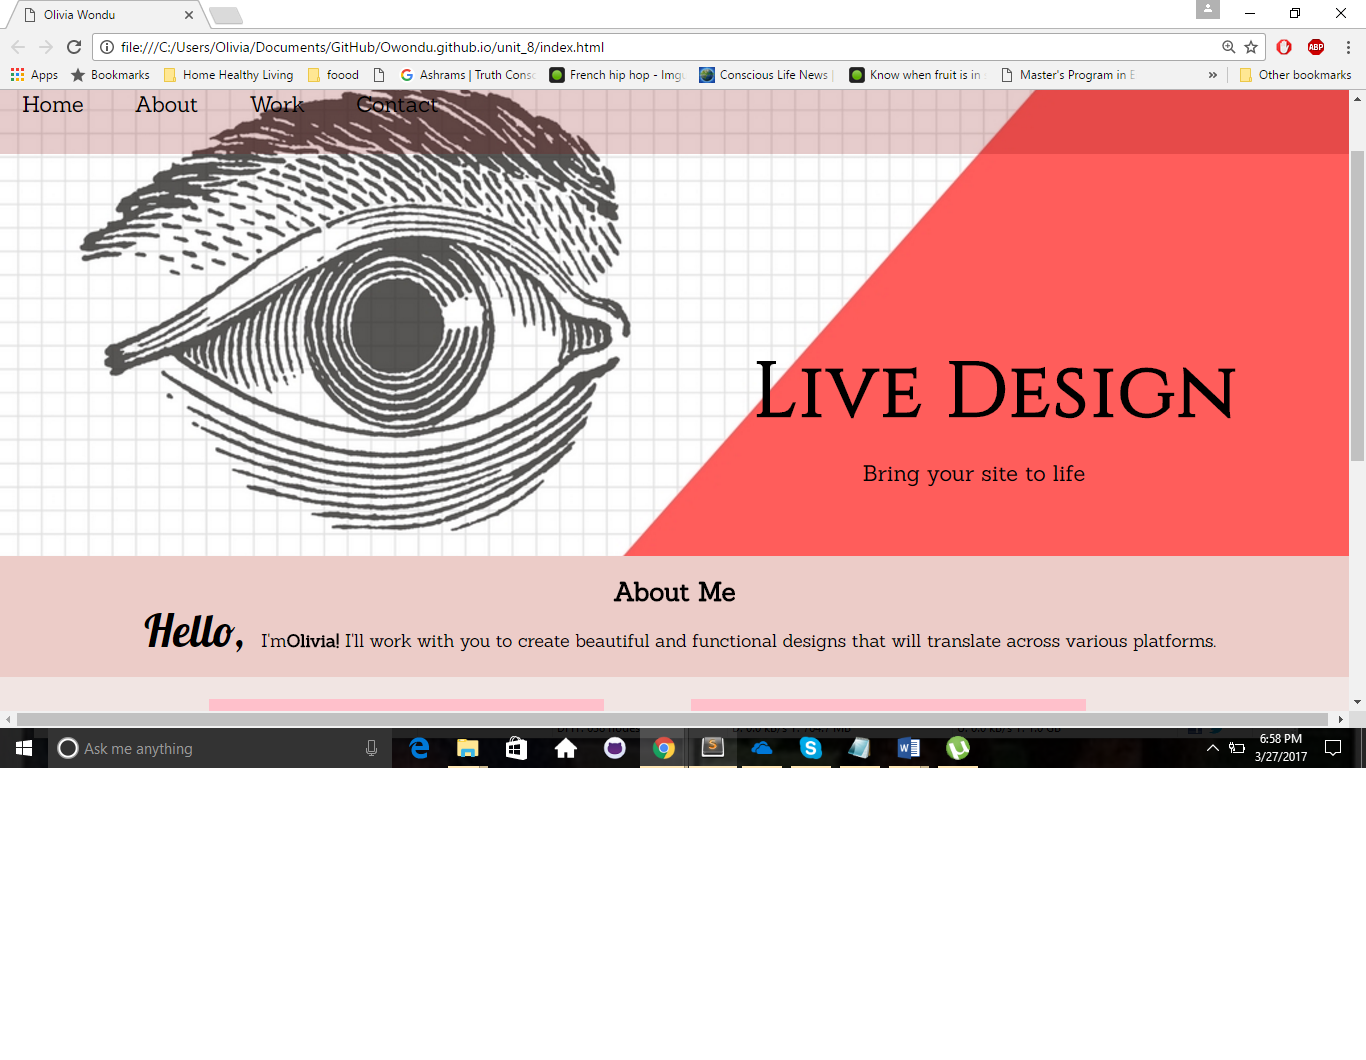 Olivia Wondu
file:///C:/Users/Olivia/Documents/GitHub/Owondu.github.io/unit_8/index.html
ABP
Apps Bookmarks Home Healthy Living foood Ashrams | Truth Consc French hip hop - Imgu Conscious Life News | Know when fruit is in s Master's Program in E » Other bookmarks
Home About Work Contact
Live Design
Bring your site to life
About Me
Hello, I'mOlivia! I'll work with you to create beautiful and functional designs that will translate across various platforms.
Ask me anything
6:58 PM
3/27/2017